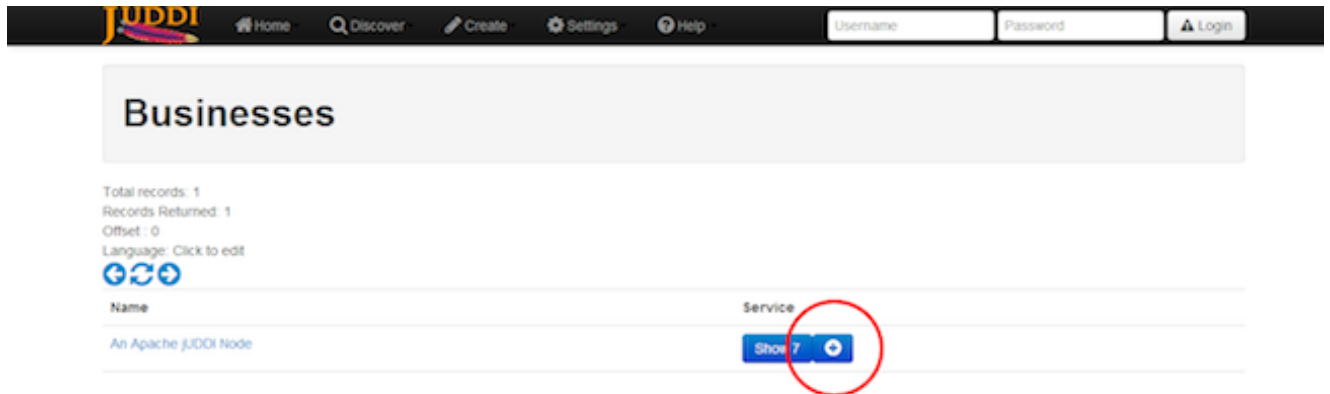 jUDDI Home Discover Create Settings Help Username Password Login
Businesses
Total records: 1
Records Returned: 1
Offset : 0
Language: Click to edit
Name Service
An Apache jUDDI Node Show 7